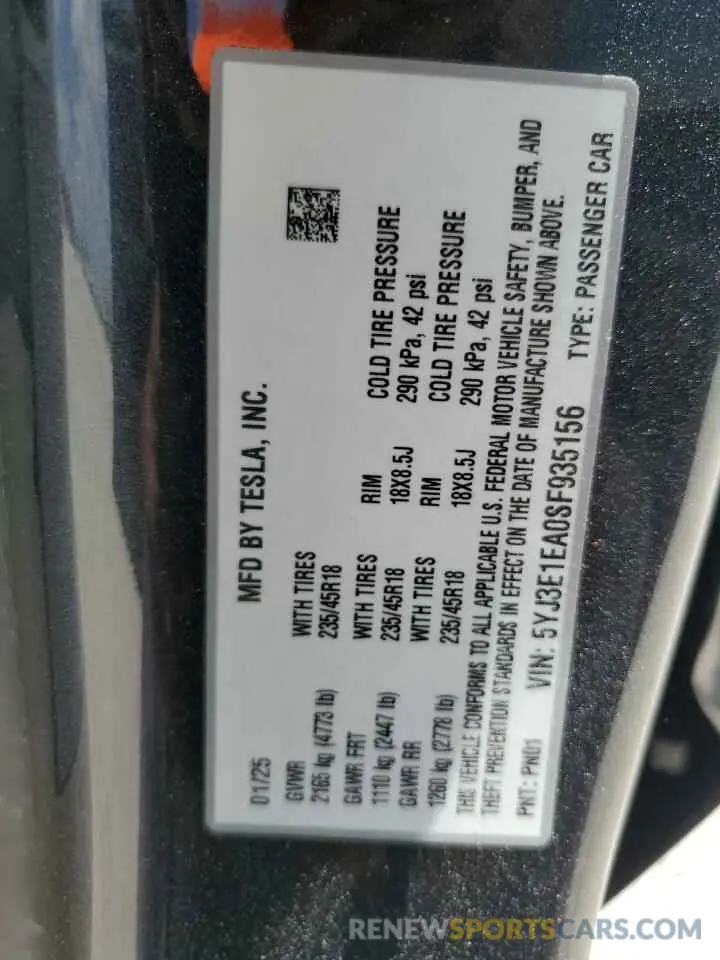 MFD BY TESLA, INC.
01/25
GVWR WITH TIRES
2165 kg (4773 lb) 235/45R18
GAWR FRT WITH TIRES RIM COLD TIRE PRESSURE
1110 kg (2447 lb) 235/45R18 18X8.5J 290 kPa, 42 psi
GAWR RR WITH TIRES RIM COLD TIRE PRESSURE
1260 kg (2778 lb) 235/45R18 18X8.5J 290 kPa, 42 psi
THIS VEHICLE CONFORMS TO ALL APPLICABLE U.S. FEDERAL MOTOR VEHICLE SAFETY, BUMPER, AND
THEFT PREVENTION STANDARDS IN EFFECT ON THE DATE OF MANUFACTURE SHOWN ABOVE.
PNT: PN01 VIN: 5YJ3E1EA0SF935156 TYPE: PASSENGER CAR
RENEWSPORTSCARS.COM